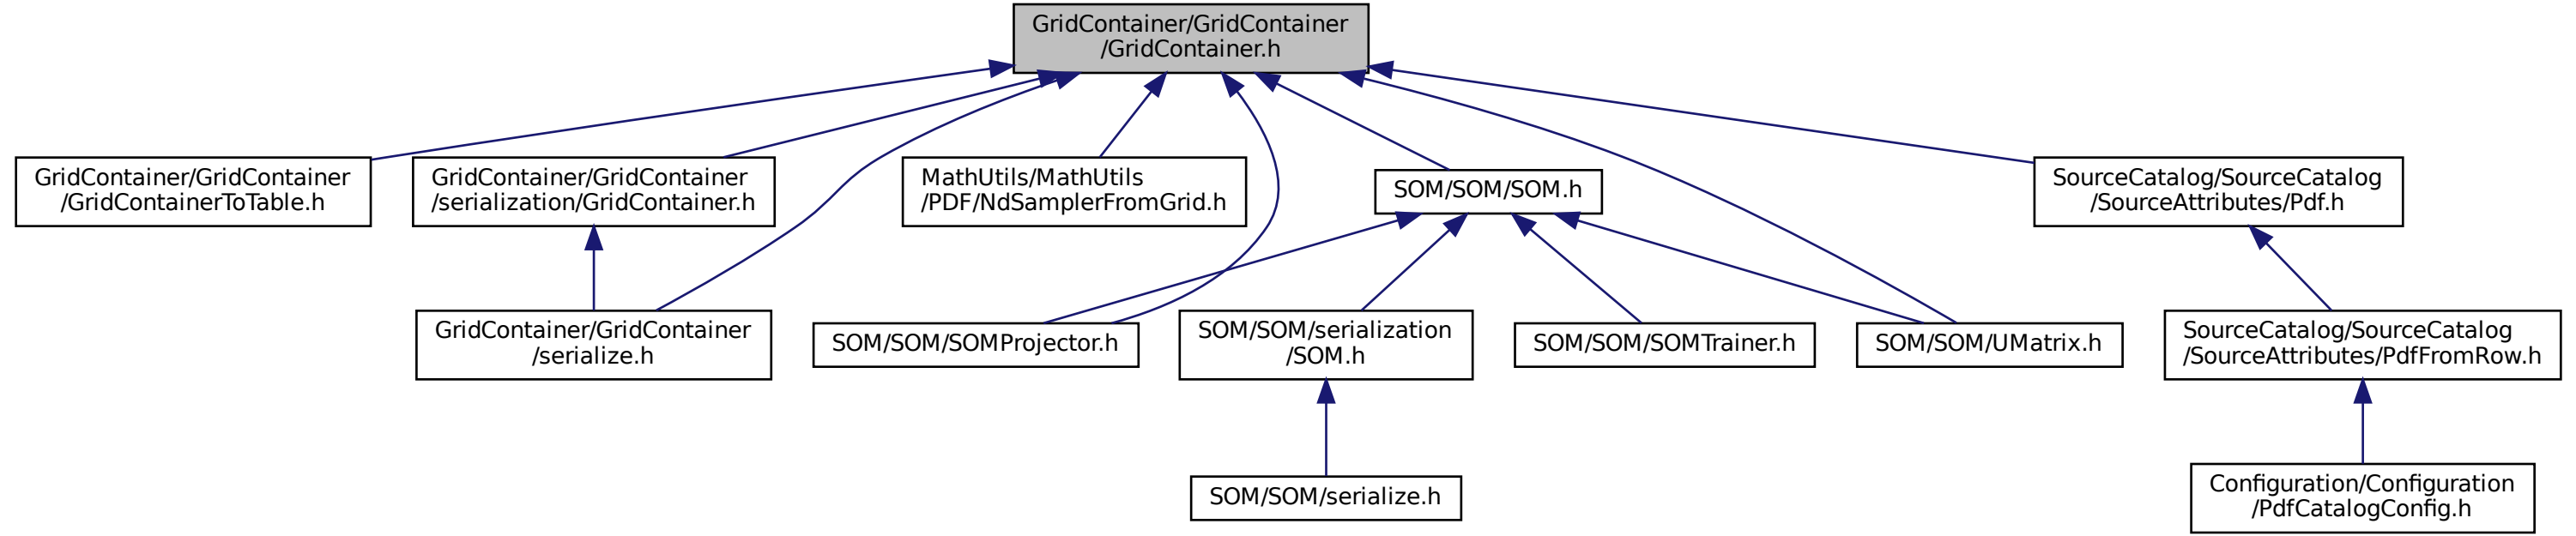 GridContainer/GridContainer
/GridContainer.h
GridContainer/GridContainer
/GridContainerToTable.h
GridContainer/GridContainer
/serialization/GridContainer.h
MathUtils/MathUtils
/PDF/NdSamplerFromGrid.h
SOM/SOM/SOM.h
SourceCatalog/SourceCatalog
/SourceAttributes/Pdf.h
GridContainer/GridContainer
/serialize.h
SOM/SOM/SOMProjector.h
SOM/SOM/serialization
/SOM.h
SOM/SOM/SOMTrainer.h
SOM/SOM/UMatrix.h
SourceCatalog/SourceCatalog
/SourceAttributes/PdfFromRow.h
SOM/SOM/serialize.h
Configuration/Configuration
/PdfCatalogConfig.h